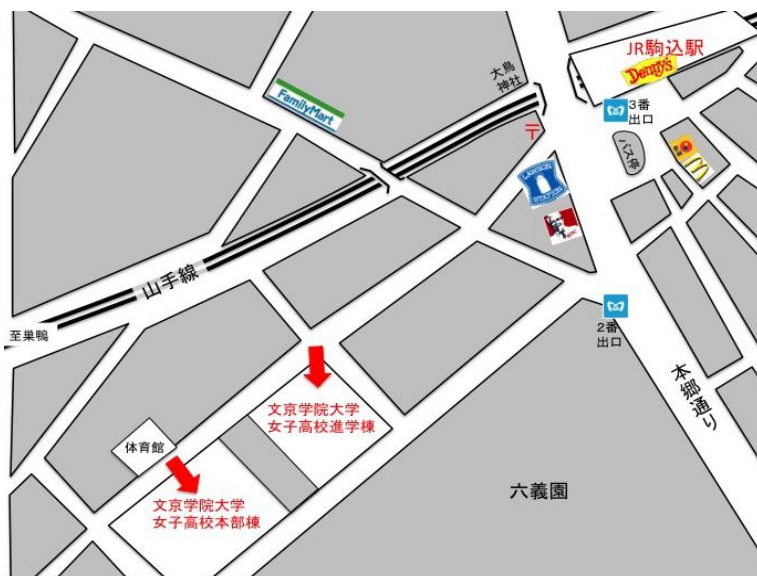 JR駒込駅
Denny's
大鳥
神社
FamilyMart
〒
3番
出口
バス停
LAWSON
STATION
KFC
山手線
至巣鴨
2番
出口
本郷通り
文京学院大学
女子高校進学棟
体育館
文京学院大学
女子高校本部棟
六義園